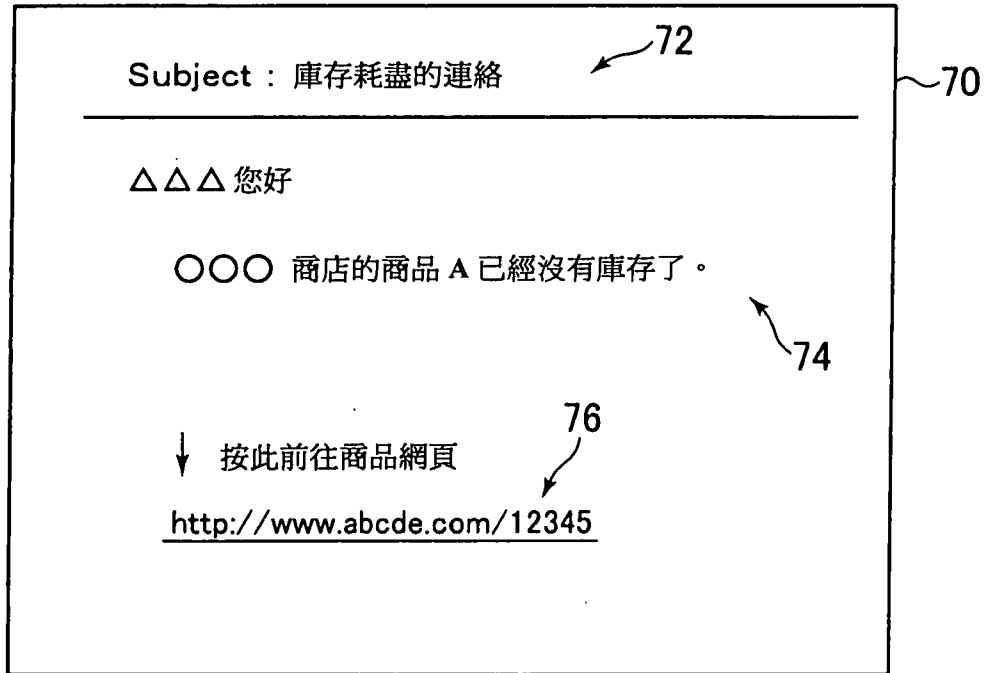 72
Subject : 庫存耗盡的連絡
70
△△△ 您好
○○○ 商店的商品 A 已經沒有庫存了。
74
76
↓ 按此前往商品網頁
http://www.abcde.com/12345